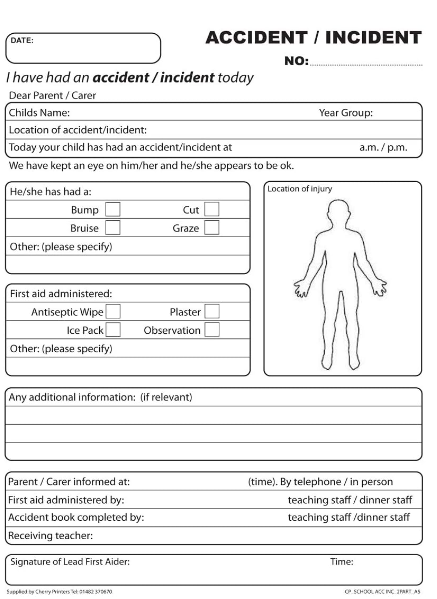 DATE:
ACCIDENT / INCIDENT
NO:
I have had an accident / incident today
Dear Parent / Carer
Childs Name: Year Group:
Location of accident/incident:
Today your child has had an accident/incident at a.m. / p.m.
We have kept an eye on him/her and he/she appears to be ok.
He/she has had a:
Bump Cut
Bruise Graze
Other: (please specify)
Location of injury
First aid administered:
Antiseptic Wipe Plaster
Ice Pack Observation
Other: (please specify)
Any additional information: (if relevant)
Parent / Carer informed at: (time). By telephone / in person
First aid administered by: teaching staff / dinner staff
Accident book completed by: teaching staff /dinner staff
Receiving teacher:
Signature of Lead First Aider: Time:
Supplied by Cherry Printers Tel: 01482 370670 CP. SCHOOL ACC INC. 2PART .A5